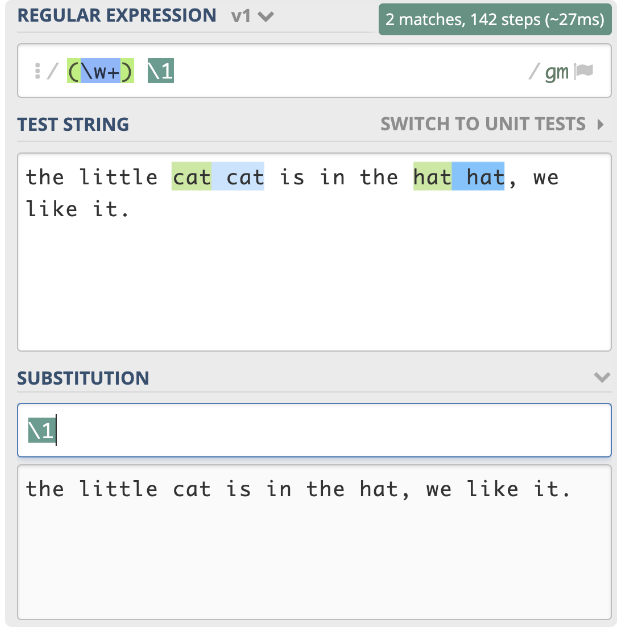 REGULAR EXPRESSION v1
2 matches, 142 steps (~27ms)
/ (\w+) \1 / gm
TEST STRING
SWITCH TO UNIT TESTS
the little cat cat is in the hat hat, we
like it.
SUBSTITUTION
\1
the little cat is in the hat, we like it.